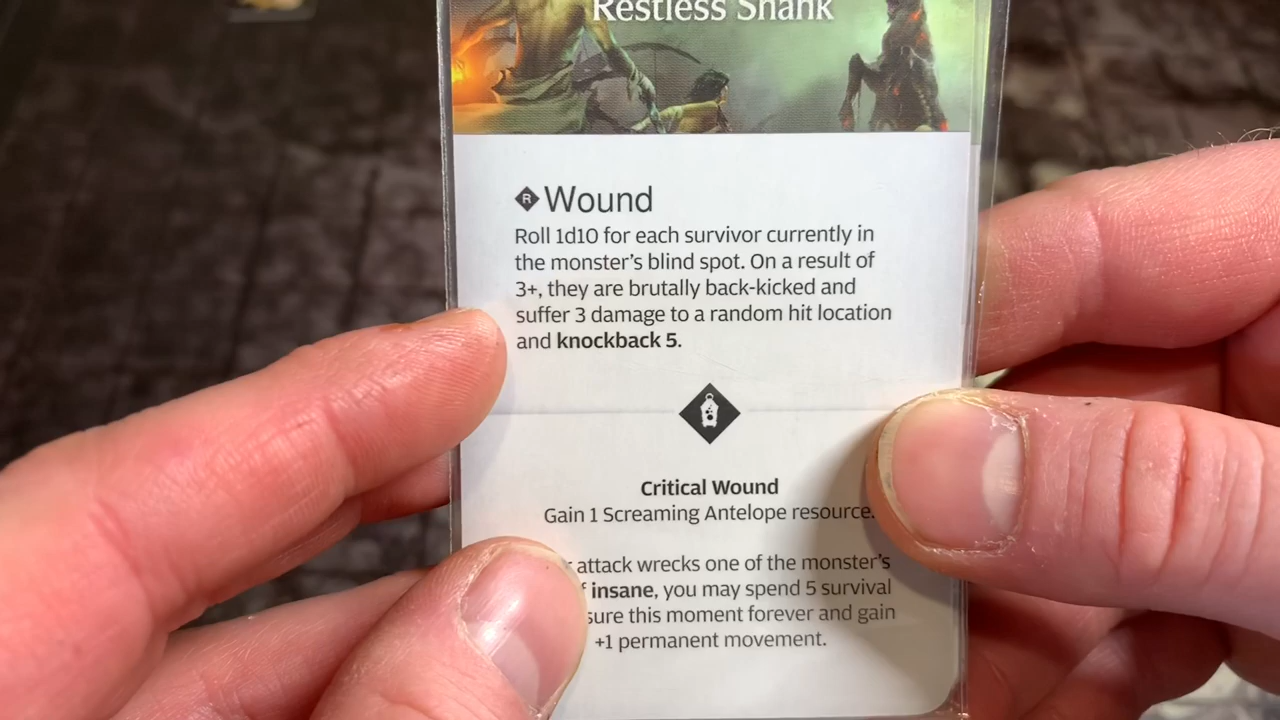 Restless Shank
R Wound
Roll 1d10 for each survivor currently in
the monster's blind spot. On a result of
3+, they are brutally back-kicked and
suffer 3 damage to a random hit location
and knockback 5.
Critical Wound
Gain 1 Screaming Antelope resource.
attack wrecks one of the monster's
insane, you may spend 5 survival
this moment forever and gain
+1 permanent movement.